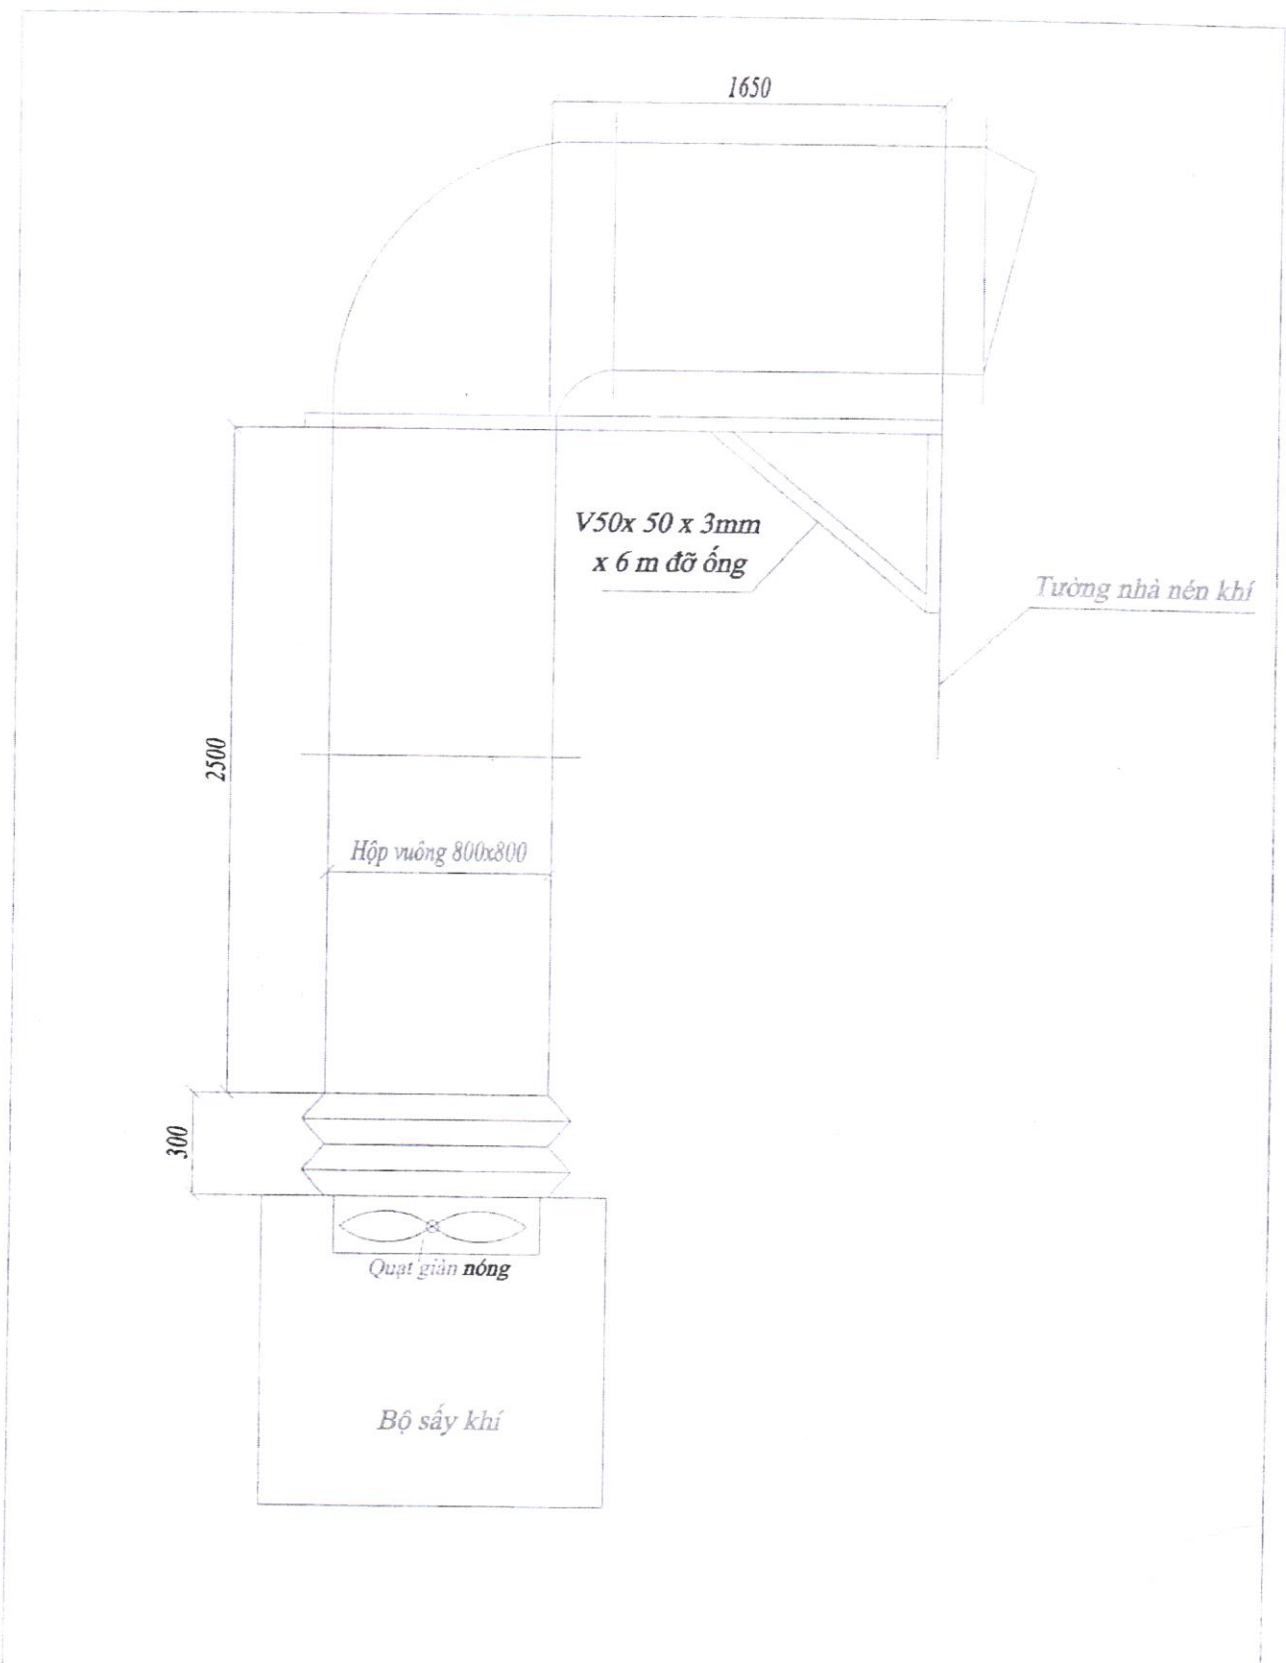 1650
V50x 50 x 3mm
x 6 m đỡ ống
Tường nhà nén khí
2500
Hộp vuông 800x800
300
Quạt giàn nóng
Bộ sấy khí